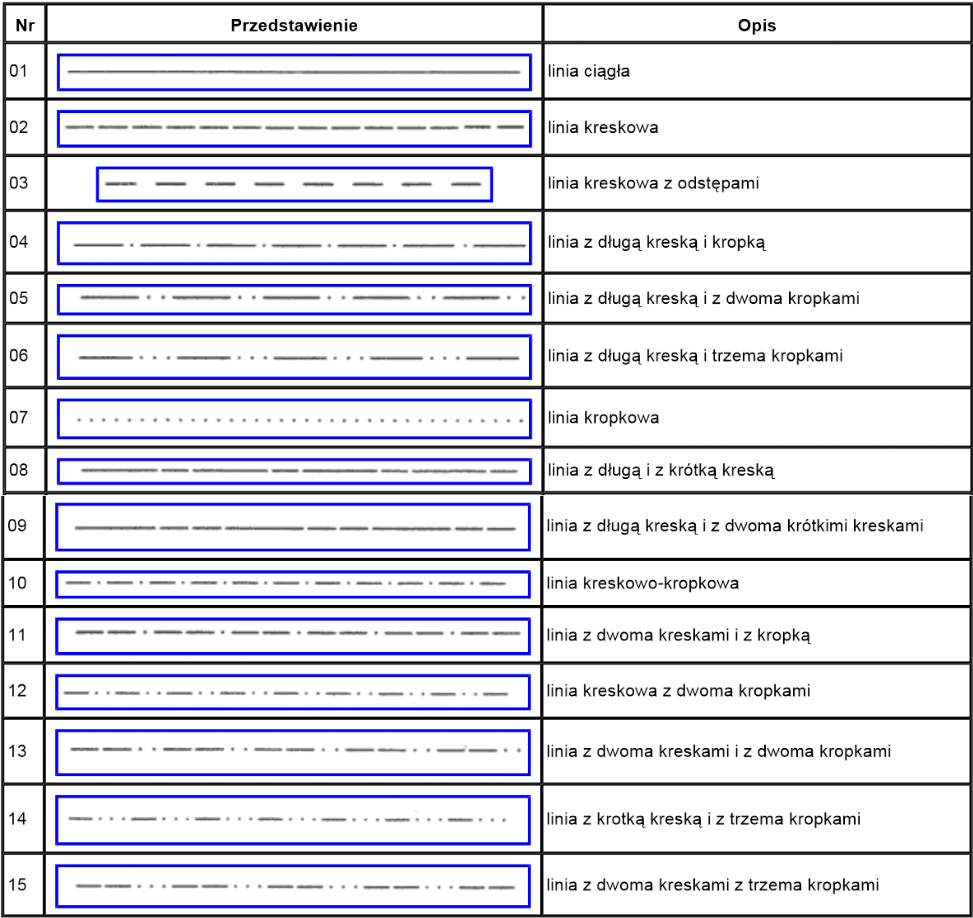 Nr Przedstawienie Opis
01 linia ciągła
02 linia kreskowa
03 linia kreskowa z odstępami
04 linia z długą kreską i kropką
05 linia z długą kreską i z dwoma kropkami
06 linia z długą kreską i trzema kropkami
07 linia kropkowa
08 linia z długą i z krótką kreską
09 linia z długą kreską i z dwoma krótkimi kreskami
10 linia kreskowo-kropkowa
11 linia z dwoma kreskami i z kropką
12 linia kreskowa z dwoma kropkami
13 linia z dwoma kreskami i z dwoma kropkami
14 linia z krotką kreską i z trzema kropkami
15 linia z dwoma kreskami z trzema kropkami